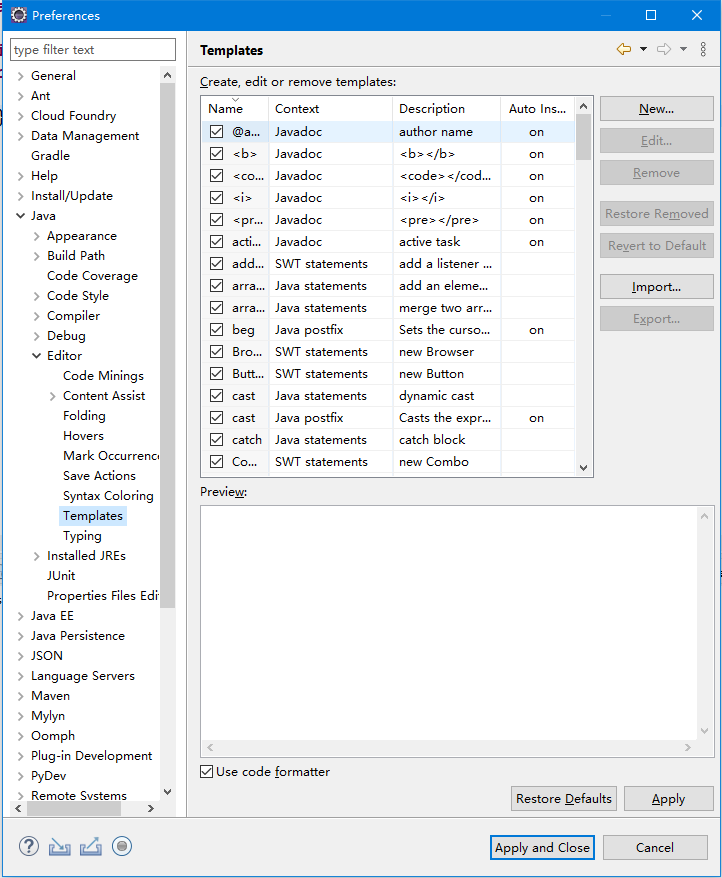 Preferences
type filter text
General
Ant
Cloud Foundry
Data Management
Gradle
Help
Install/Update
Java
Appearance
Build Path
Code Coverage
Code Style
Compiler
Debug
Editor
Code Minings
Content Assist
Folding
Hovers
Mark Occurrenc
Save Actions
Syntax Coloring
Templates
Typing
Installed JREs
JUnit
Properties Files Edi
Java EE
Java Persistence
JSON
Language Servers
Maven
Mylyn
Oomph
Plug-in Development
PyDev
Remote Systems
Templates
Create, edit or remove templates:
Name Context Description Auto Ins...
@a... Javadoc author name on
<b> Javadoc <b></b> on
<co... Javadoc <code></cod... on
<i> Javadoc <i></i> on
<pr... Javadoc <pre></pre> on
acti... Javadoc active task on
add... SWT statements add a listener ...
arra... Java statements add an eleme...
arra... Java statements merge two arr...
beg Java postfix Sets the curso... on
Bro... SWT statements new Browser
Butt... SWT statements new Button
cast Java statements dynamic cast
cast Java postfix Casts the expr... on
catch Java statements catch block
Co... SWT statements new Combo
New...
Edit...
Remove
Restore Removed
Revert to Default
Import...
Export...
Preview:
Use code formatter
Restore Defaults Apply
? Apply and Close Cancel